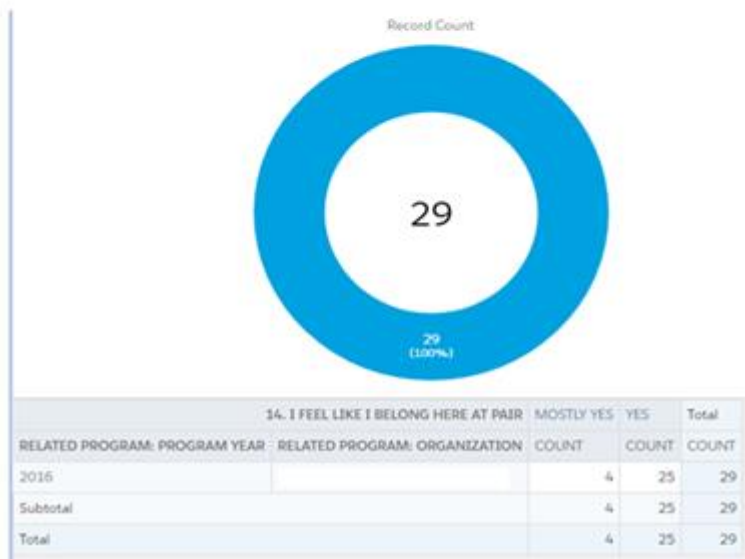 Record Count
29
29
(100%)
14. I FEEL LIKE I BELONG HERE AT PAIR MOSTLY YES YES Total
RELATED PROGRAM: PROGRAM YEAR RELATED PROGRAM: ORGANIZATION COUNT COUNT COUNT
2016 4 25 29
Subtotal 4 25 29
Total 4 25 29